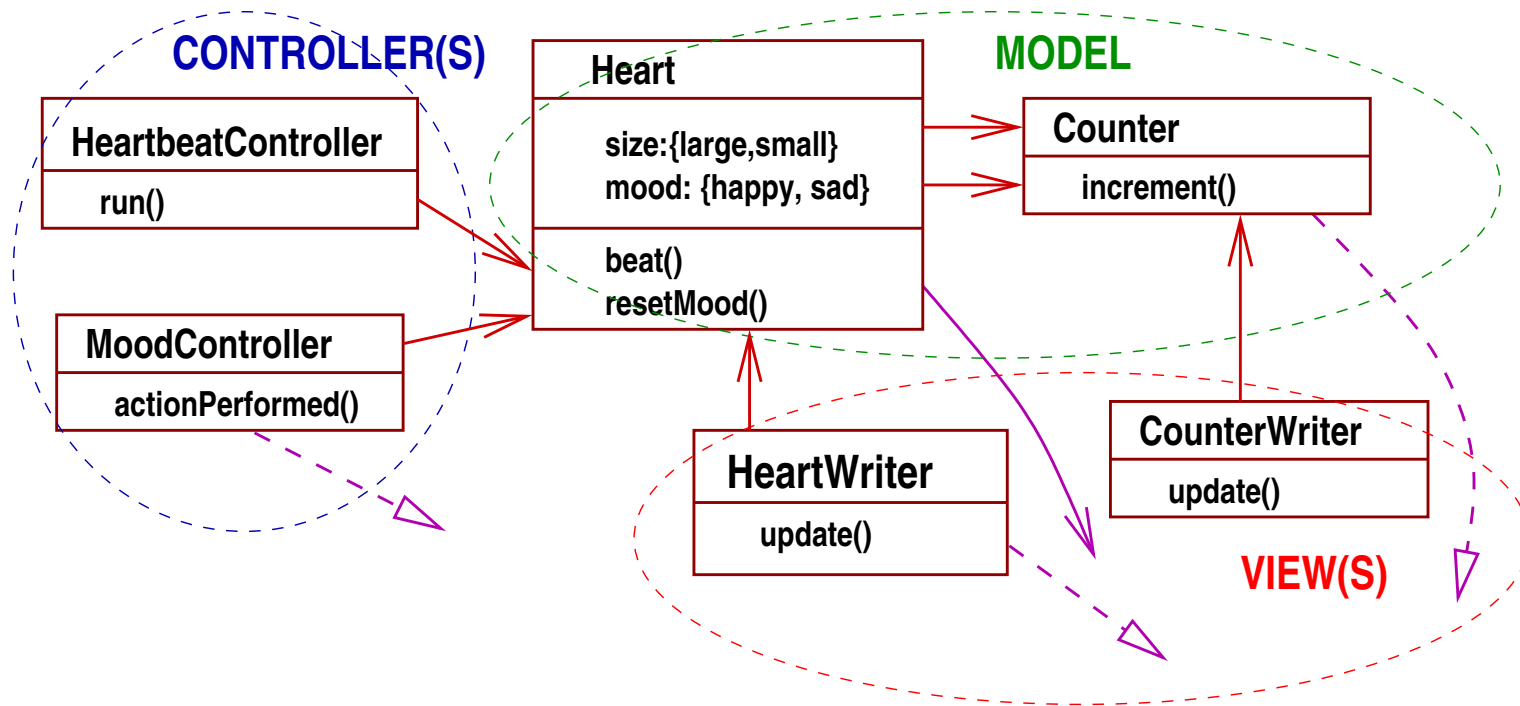 CONTROLLER(S)
HeartbeatController
run()
MoodController
actionPerformed()
Heart
size:{large,small}
mood: {happy, sad}
beat()
resetMood()
MODEL
Counter
increment()
HeartWriter
update()
CounterWriter
update()
VIEW(S)